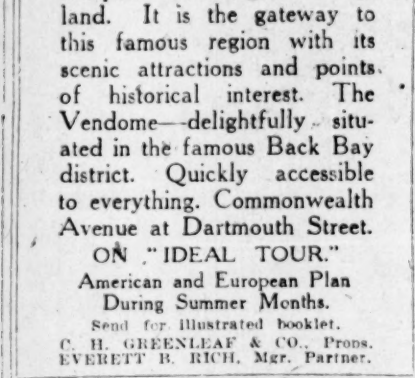 land. It is the gateway to
this famous region with its
scenic attractions and points
of historical interest. The
Vendome—delightfully situ-
ated in the famous Back Bay
district. Quickly accessible
to everything. Commonwealth
Avenue at Dartmouth Street.
ON "IDEAL TOUR."
American and European Plan
During Summer Months.
Send for illustrated booklet.
C. H. GREENLEAF & CO., Props.
EVERETT B. RICH, Mgr. Partner.